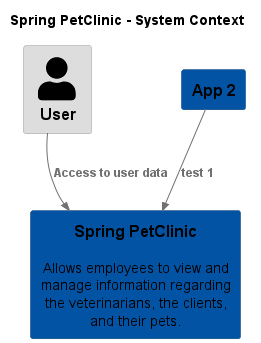 Spring PetClinic - System Context
User
App 2
Access to user data
test 1
Spring PetClinic
Allows employees to view and
manage information regarding
the veterinarians, the clients,
and their pets.